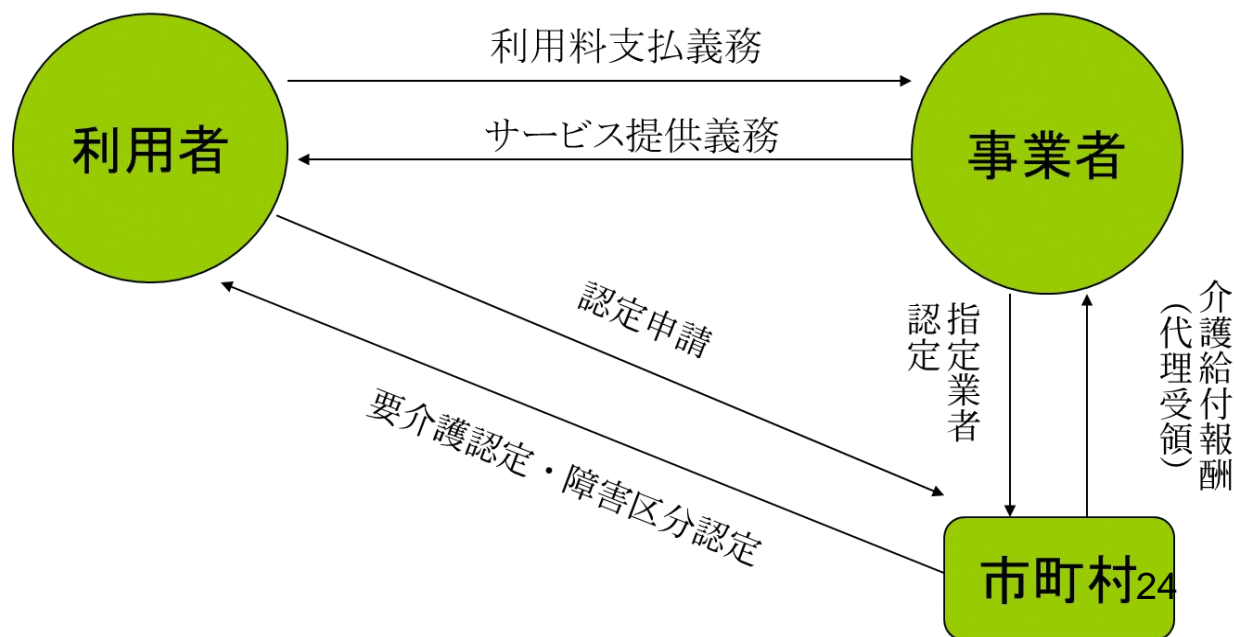 利用料支払義務
利用者
サービス提供義務
事業者
認定申請
要介護認定・障害区分認定
指定業者
認定
介護給付報酬
(代理受領)
市町村
24